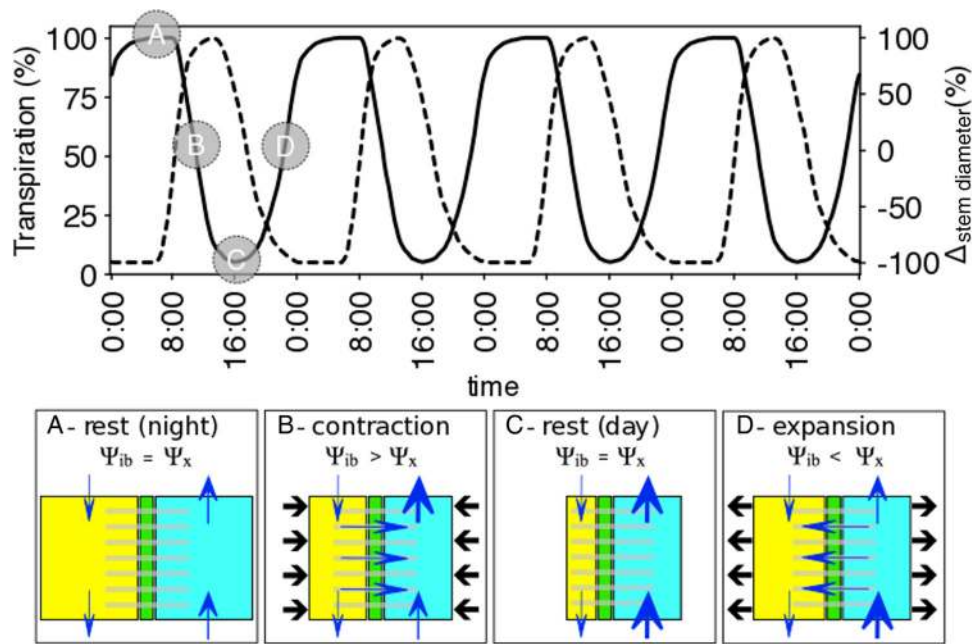 Transpiration (%)
100
75
50
25
0
A
B
C
D
100
50
0
-50
-100
Δstem diameter(%)
0:00
8:00
16:00
0:00
8:00
16:00
0:00
8:00
16:00
0:00
8:00
16:00
0:00
time
A- rest (night)
Ψib = Ψx
B- contraction
Ψib > Ψx
C- rest (day)
Ψib = Ψx
D- expansion
Ψib < Ψx